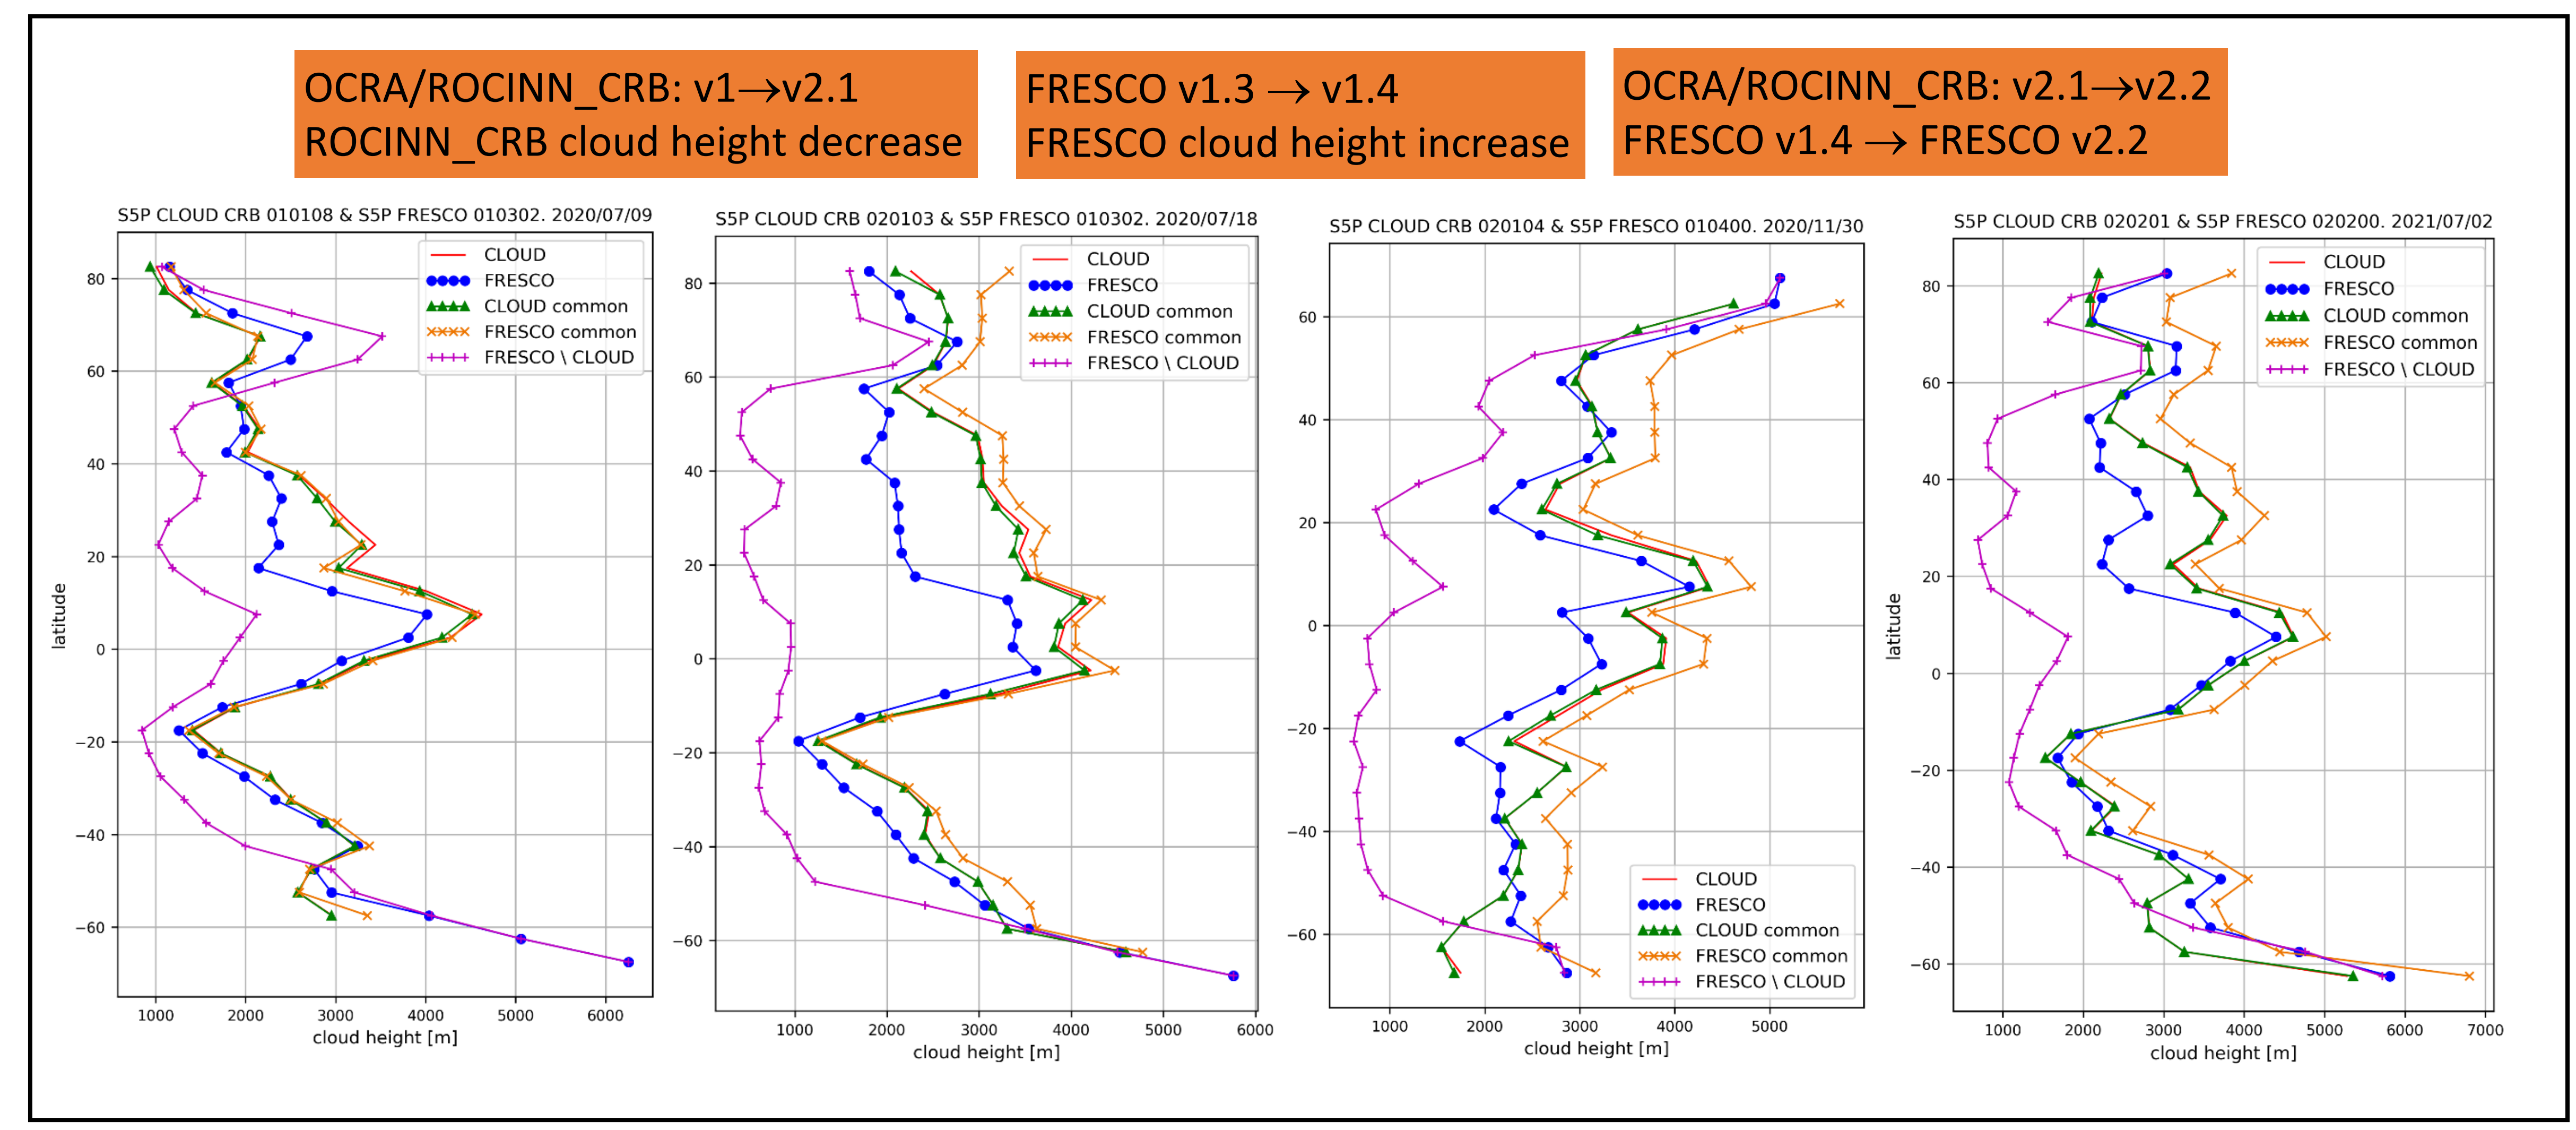 OCRA/ROCINN_CRB: v1→v2.1
ROCINN_CRB cloud height decrease
FRESCO v1.3 → v1.4
FRESCO cloud height increase
OCRA/ROCINN_CRB: v2.1→v2.2
FRESCO v1.4 → FRESCO v2.2
S5P CLOUD CRB 010108 & S5P FRESCO 010302. 2020/07/09
CLOUD
FRESCO
CLOUD common
FRESCO common
FRESCO \ CLOUD
80
60
40
20
0
−20
−40
−60
latitude
1000 2000 3000 4000 5000 6000
cloud height [m]
S5P CLOUD CRB 020103 & S5P FRESCO 010302. 2020/07/18
CLOUD
FRESCO
CLOUD common
FRESCO common
FRESCO \ CLOUD
80
60
40
20
0
−20
−40
−60
1000 2000 3000 4000 5000 6000
cloud height [m]
S5P CLOUD CRB 020104 & S5P FRESCO 010400. 2020/11/30
60
40
20
0
−20
−40
−60
CLOUD
FRESCO
CLOUD common
FRESCO common
FRESCO \ CLOUD
1000 2000 3000 4000 5000
cloud height [m]
S5P CLOUD CRB 020201 & S5P FRESCO 020200. 2021/07/02
CLOUD
FRESCO
CLOUD common
FRESCO common
FRESCO \ CLOUD
80
60
40
20
0
−20
−40
−60
latitude
1000 2000 3000 4000 5000 6000 7000
cloud height [m]